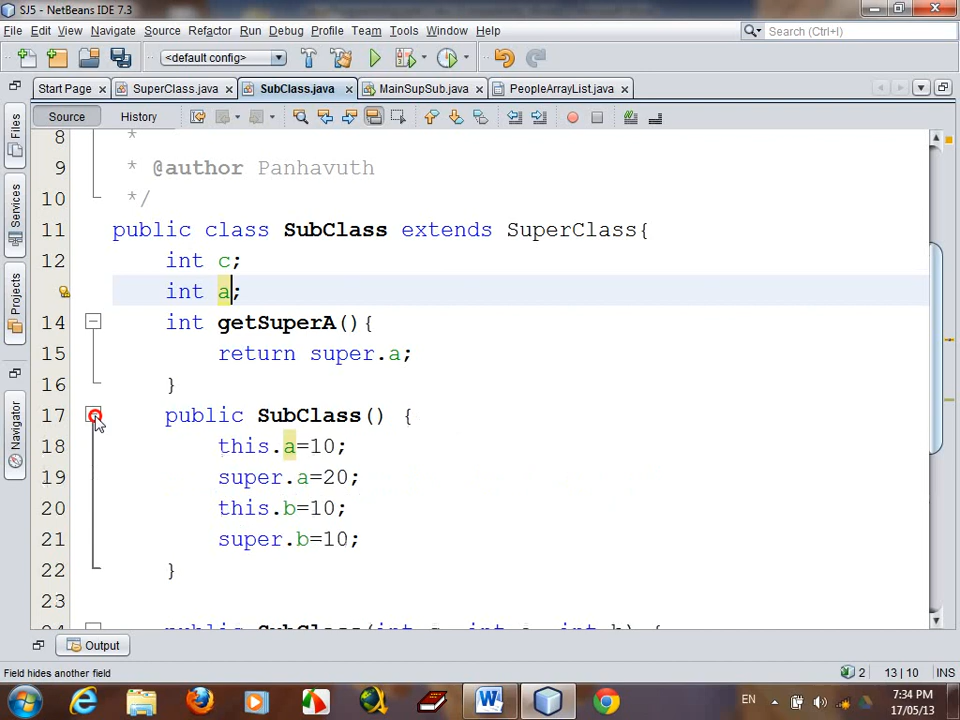 SJ5 - NetBeans IDE 7.3
File Edit View Navigate Source Refactor Run Debug Profile Team Tools Window Help
Search (Ctrl+I)
<default config>
Start Page SuperClass.java SubClass.java MainSupSub.java PeopleArrayList.java
Source History
Files
Services
Projects
Navigator
8 *
9 * @author Panhavuth
10 */
11 public class SubClass extends SuperClass{
12 int c;
int a;
14 int getSuperA(){
15 return super.a;
16 }
17 public SubClass() {
18 this.a=10;
19 super.a=20;
20 this.b=10;
21 super.b=10;
22 }
23
Output
Field hides another field 2 13|10 INS
EN 7:34 PM
17/05/13